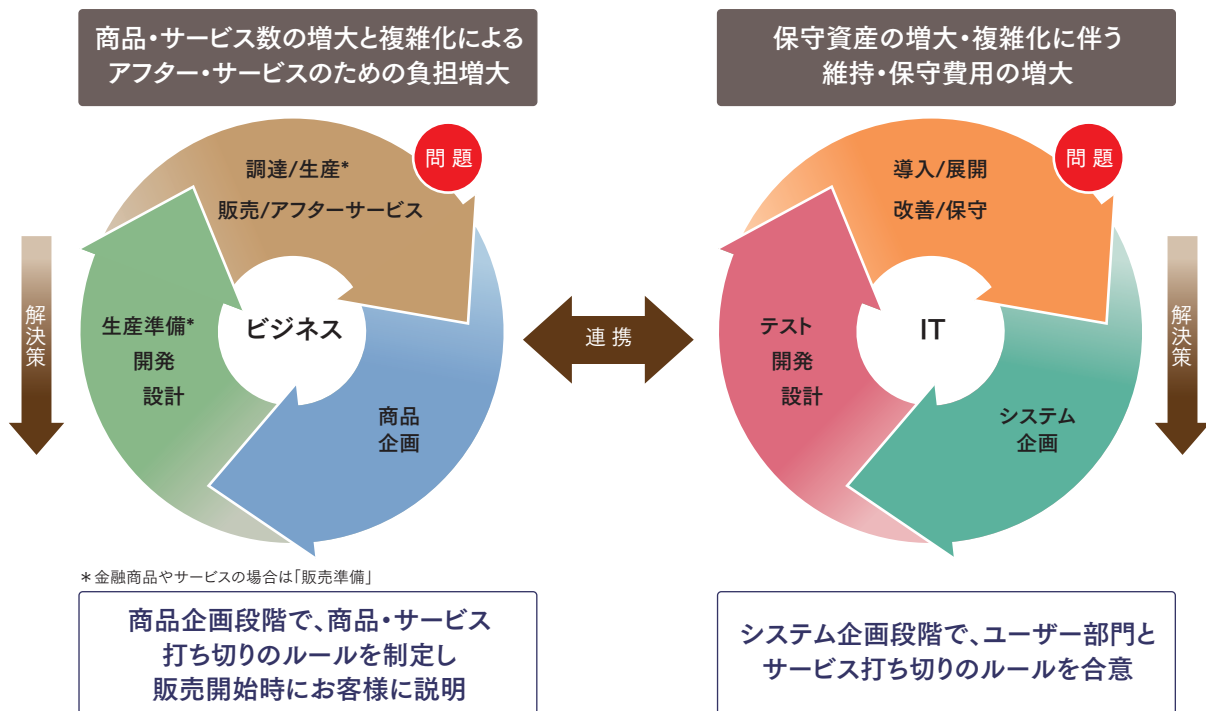 商品・サービス数の増大と複雑化による
アフター・サービスのための負担増大
問題
調達/生産*
販売/アフターサービス
生産準備*
開発
設計
ビジネス
商品
企画
解決策
連携
保守資産の増大・複雑化に伴う
維持・保守費用の増大
問題
導入/展開
改善/保守
テスト
開発
設計
IT
システム
企画
解決策
*金融商品やサービスの場合は「販売準備」
商品企画段階で、商品・サービス
打ち切りのルールを制定し
販売開始時にお客様に説明
システム企画段階で、ユーザー部門と
サービス打ち切りのルールを合意